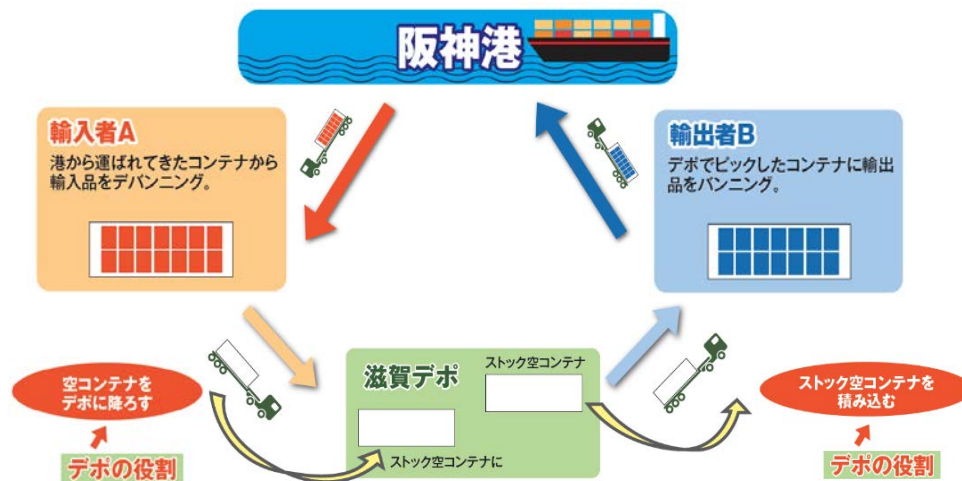 阪神港
輸入者A
港から運ばれてきたコンテナから
輸入品をデバンニング。
輸出者B
デポでピックしたコンテナに輸出
品をバンニング。
滋賀デポ
ストック空コンテナ
ストック空コンテナに
空コンテナを
デポに降ろす
デポの役割
ストック空コンテナを
積み込む
デポの役割